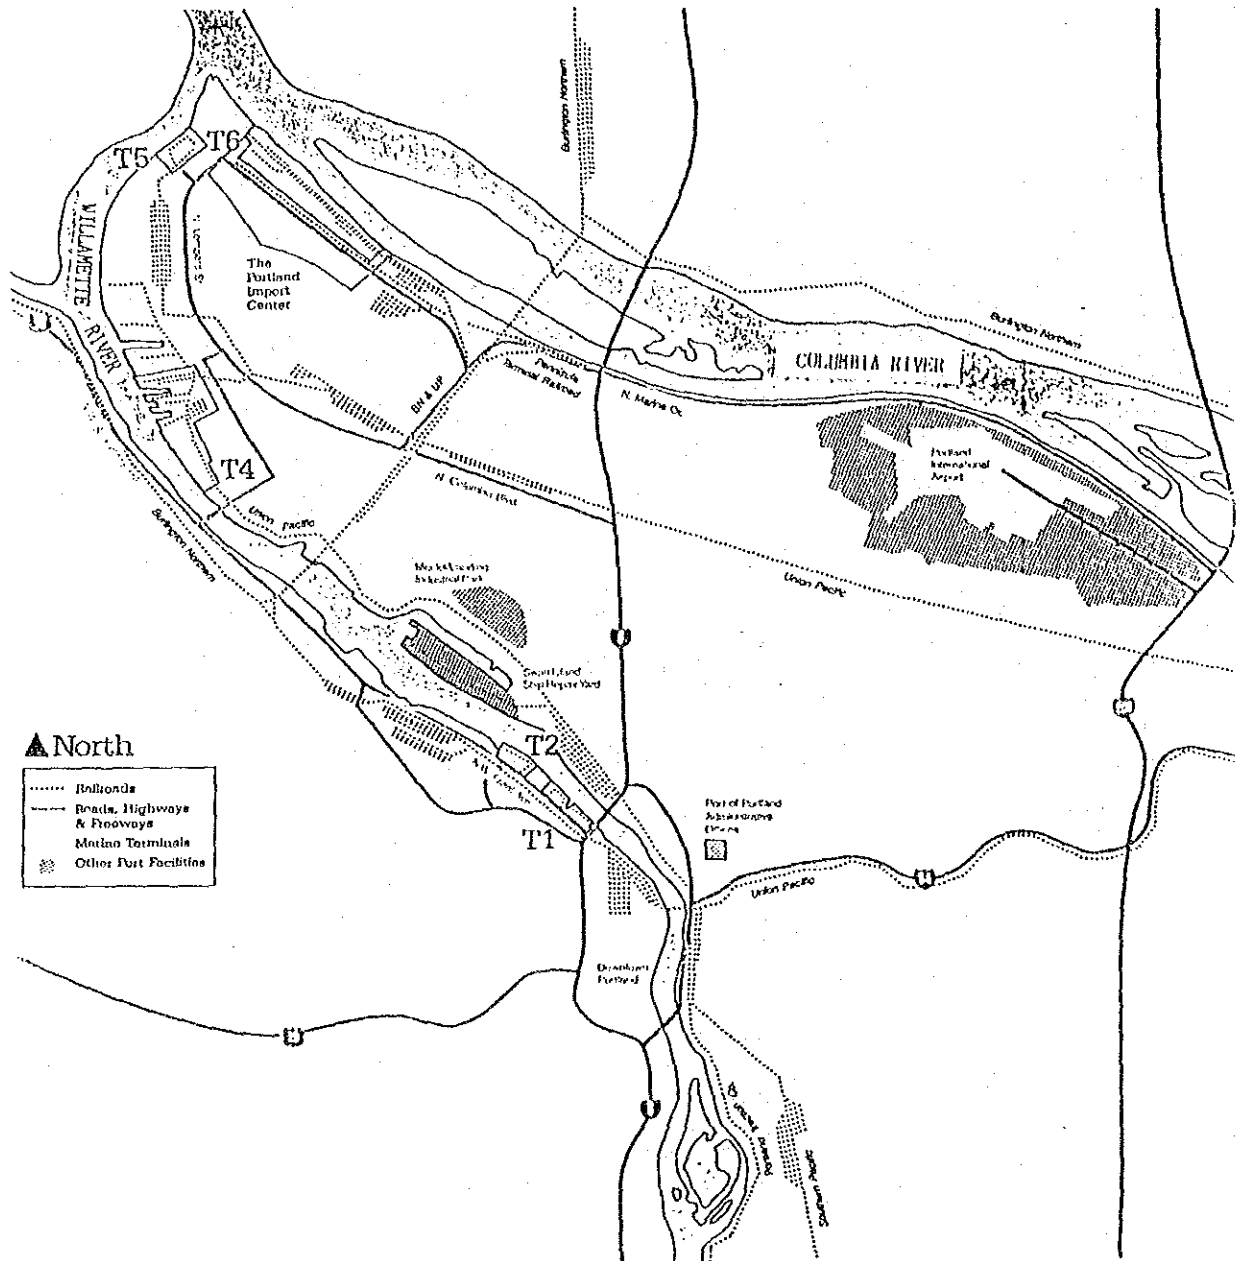 Burlington Northern
T5
T6
WILLAMETTE RIVER
The
Portland
Import
Center
Burlington Northern
COLUMBIA RIVER
Peninsula
Terminal Railroad
BN & UP
N. Marine Dr.
Portland
International
Airport
T4
N. Columbia Blvd
Union Pacific
Burlington Northern
Union Pacific
Swan Island
Ship Repair Yard
North
Railroads
Roads, Highways
& Freeways
Marine Terminals
Other Port Facilities
T2
T1
Port of Portland
Administrative
Offices
Union Pacific
Downtown
Portland
Southern Pacific